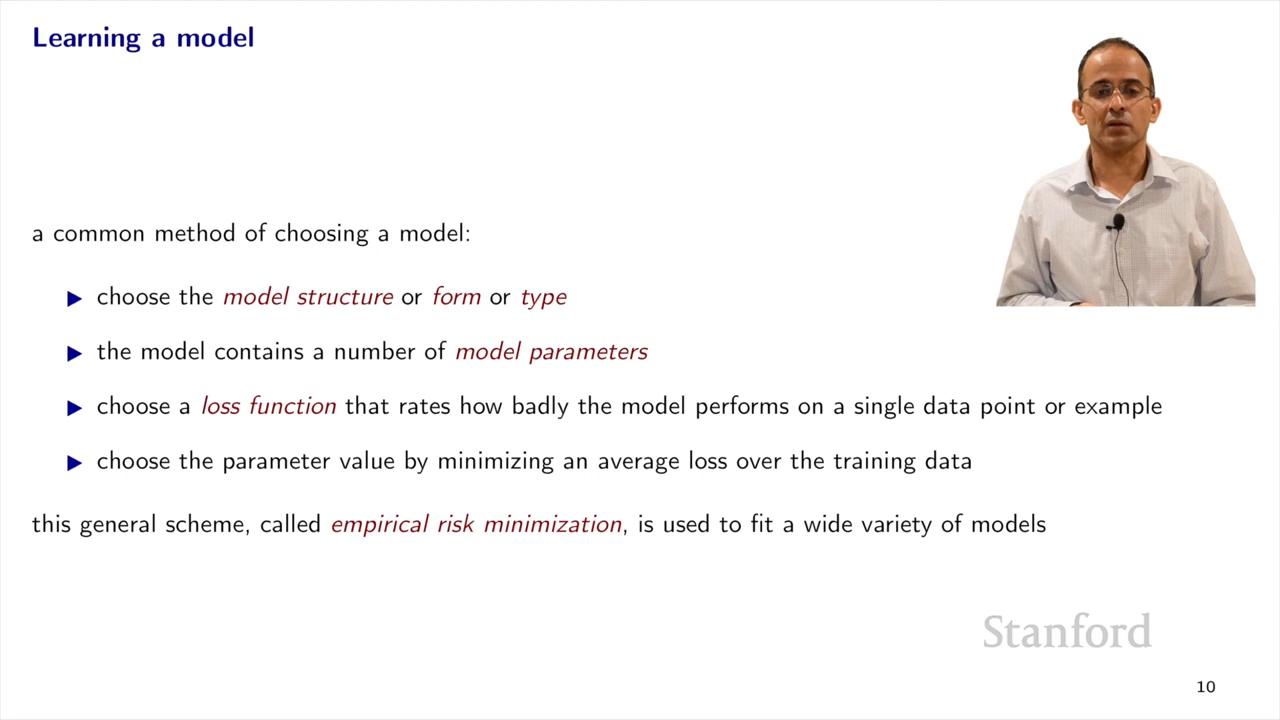 Learning a model
a common method of choosing a model:
▶ choose the model structure or form or type
▶ the model contains a number of model parameters
▶ choose a loss function that rates how badly the model performs on a single data point or example
▶ choose the parameter value by minimizing an average loss over the training data
this general scheme, called empirical risk minimization, is used to fit a wide variety of models
Stanford
10